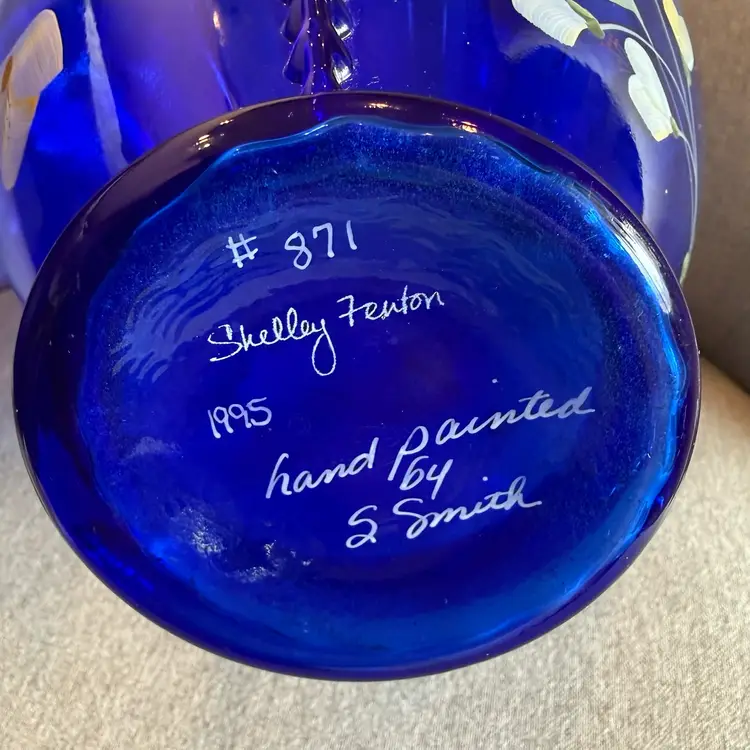 # 871
Shelley Fenton
1995
hand painted
by
S Smith